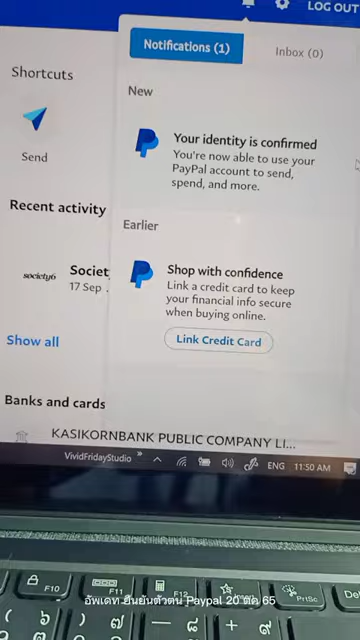 LOG OUT
Notifications (1)
Inbox (0)
Shortcuts
New
Your identity is confirmed
You're now able to use your
PayPal account to send,
spend, and more.
Send
Recent activity
Earlier
society6
Societ
17 Sep .
Shop with confidence
Link a credit card to keep
your financial info secure
when buying online.
Show all
Link Credit Card
Banks and cards
KASIKORNBANK PUBLIC COMPANY LI...
VividFridayStudio
ENG
11:50 AM
F10
F11
F12
PrtSc
อัพเดท ยืนยันตัวตน Paypal 20 ตค 65